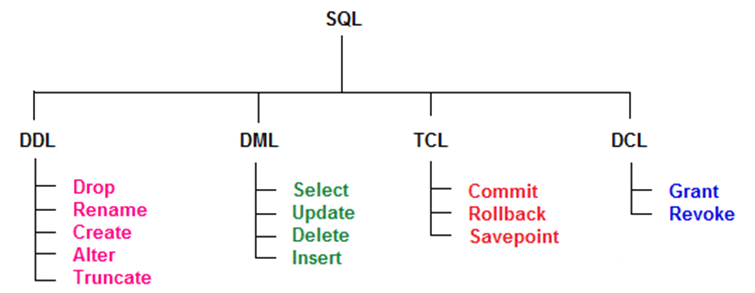 SQL
DDL
DML
TCL
DCL
Drop
Rename
Create
Alter
Truncate
Select
Update
Delete
Insert
Commit
Rollback
Savepoint
Grant
Revoke